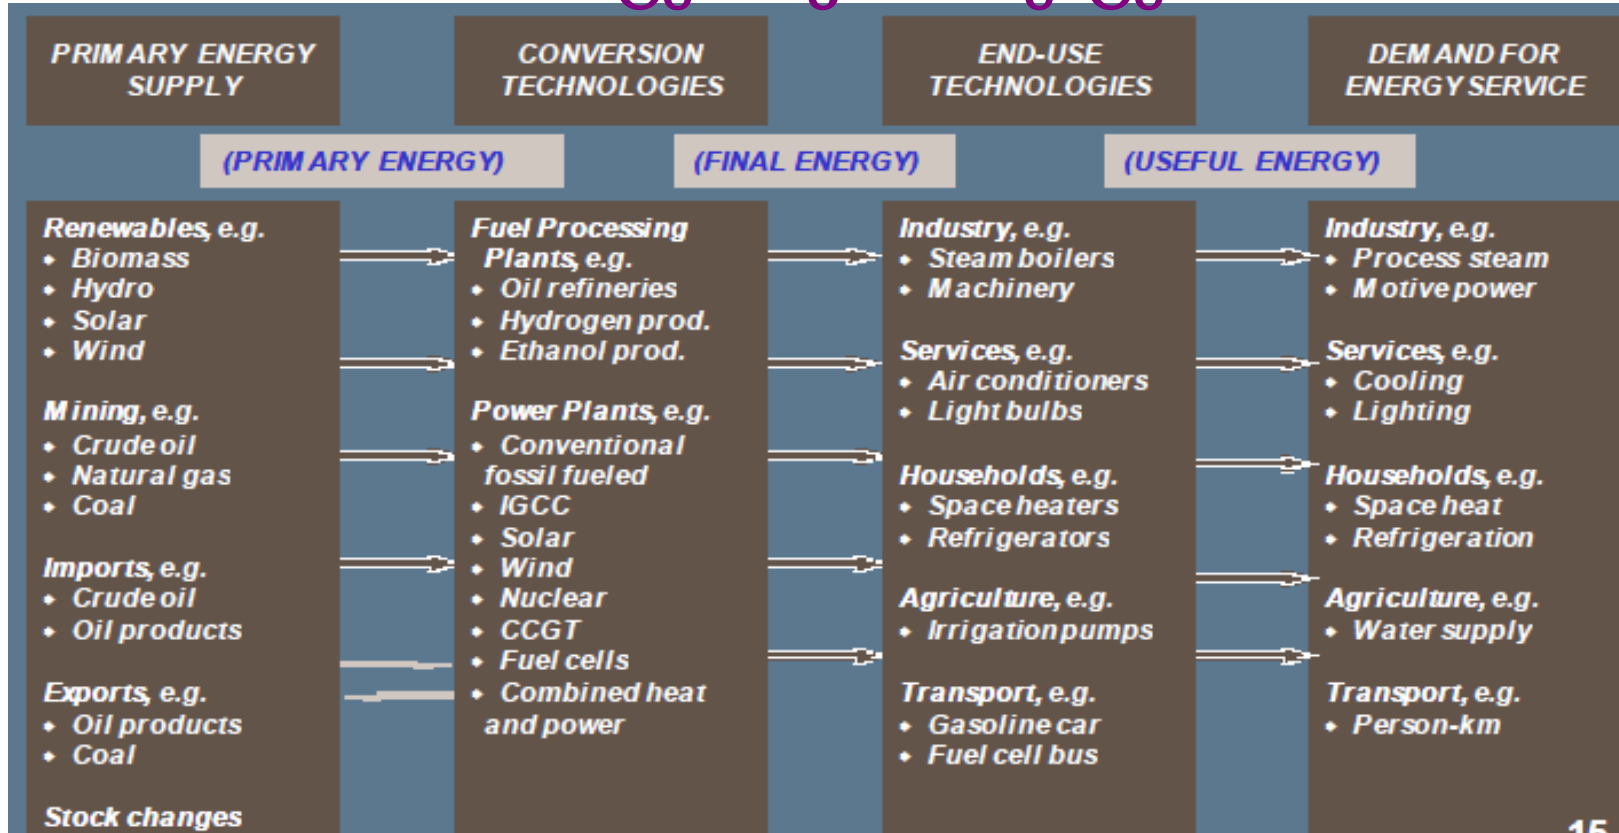 PRIMARY ENERGY
SUPPLY
CONVERSION
TECHNOLOGIES
END-USE
TECHNOLOGIES
DEMAND FOR
ENERGY SERVICE
(PRIMARY ENERGY)
(FINAL ENERGY)
(USEFUL ENERGY)
Renewables, e.g.
• Biomass
• Hydro
• Solar
• Wind
Mining, e.g.
• Crude oil
• Natural gas
• Coal
Imports, e.g.
• Crude oil
• Oil products
Exports, e.g.
• Oil products
• Coal
Stock changes
Fuel Processing
Plants, e.g.
• Oil refineries
• Hydrogen prod.
• Ethanol prod.
Power Plants, e.g.
• Conventional
fossil fueled
• IGCC
• Solar
• Wind
• Nuclear
• CCGT
• Fuel cells
• Combined heat
and power
Industry, e.g.
• Steam boilers
• Machinery
Services, e.g.
• Air conditioners
• Light bulbs
Households, e.g.
• Space heaters
• Refrigerators
Agriculture, e.g.
• Irrigation pumps
Transport, e.g.
• Gasoline car
• Fuel cell bus
Industry, e.g.
• Process steam
• Motive power
Services, e.g.
• Cooling
• Lighting
Households, e.g.
• Space heat
• Refrigeration
Agriculture, e.g.
• Water supply
Transport, e.g.
• Person-km
15